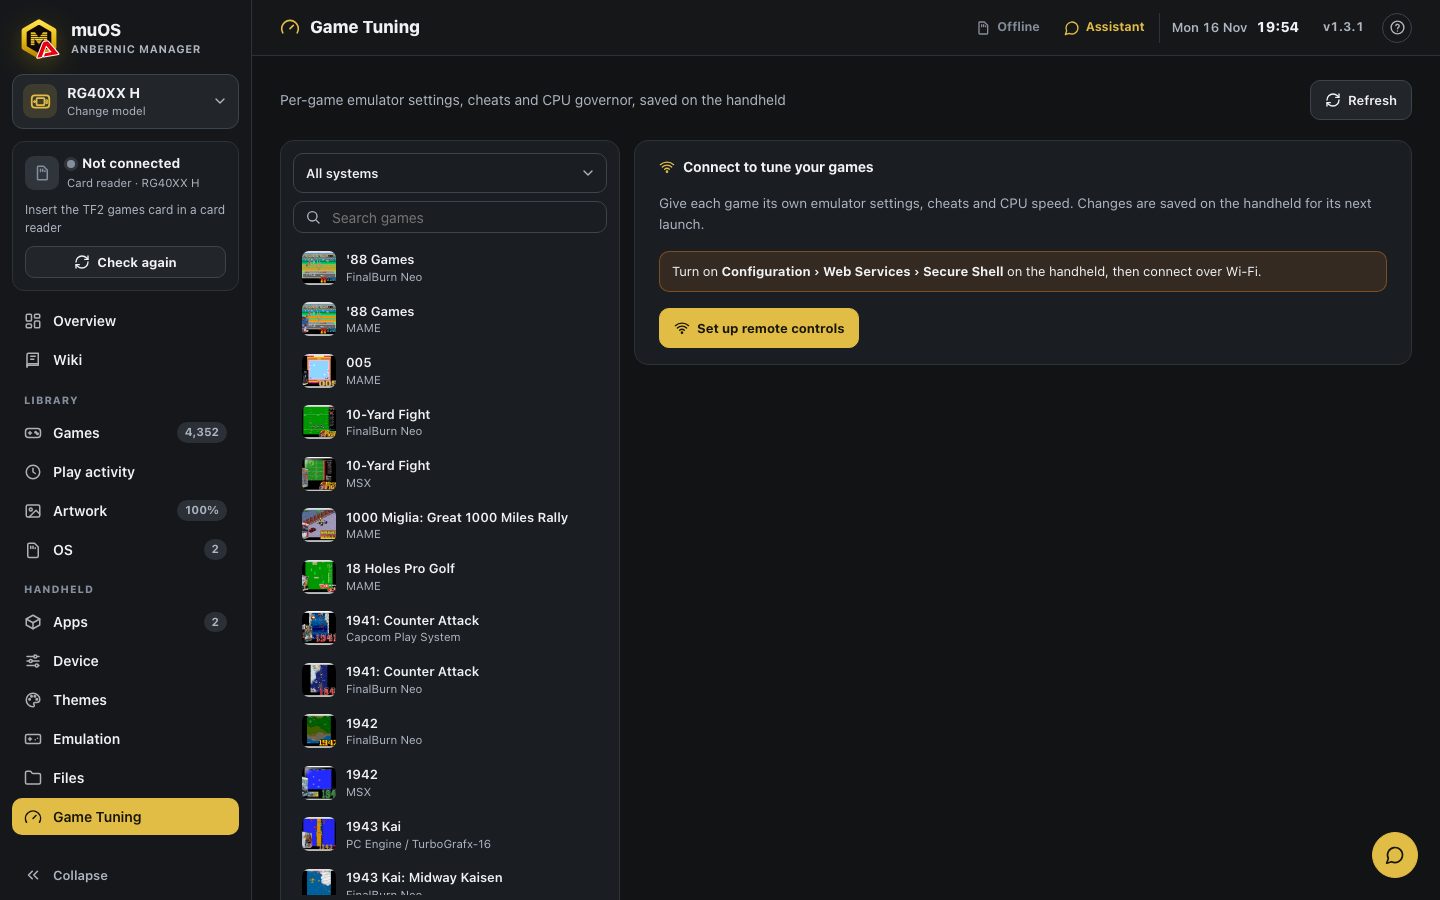 muOS
ANBERNIC MANAGER
RG40XX H
Change model
Not connected
Card reader · RG40XX H
Insert the TF2 games card in a card
reader
Check again
Overview
Wiki
LIBRARY
Games 4,352
Play activity
Artwork 100%
OS 2
HANDHELD
Apps 2
Device
Themes
Emulation
Files
Game Tuning
Collapse
Game Tuning
Offline
Assistant
Mon 16 Nov 19:54
v1.3.1
Per-game emulator settings, cheats and CPU governor, saved on the handheld
Refresh
All systems
Search games
'88 Games
FinalBurn Neo
'88 Games
MAME
005
MAME
10-Yard Fight
FinalBurn Neo
10-Yard Fight
MSX
1000 Miglia: Great 1000 Miles Rally
MAME
18 Holes Pro Golf
MAME
1941: Counter Attack
Capcom Play System
1941: Counter Attack
FinalBurn Neo
1942
FinalBurn Neo
1942
MSX
1943 Kai
PC Engine / TurboGrafx-16
1943 Kai: Midway Kaisen
FinalBurn Neo
Connect to tune your games
Give each game its own emulator settings, cheats and CPU speed. Changes are saved on the handheld for its next
launch.
Turn on Configuration › Web Services › Secure Shell on the handheld, then connect over Wi-Fi.
Set up remote controls